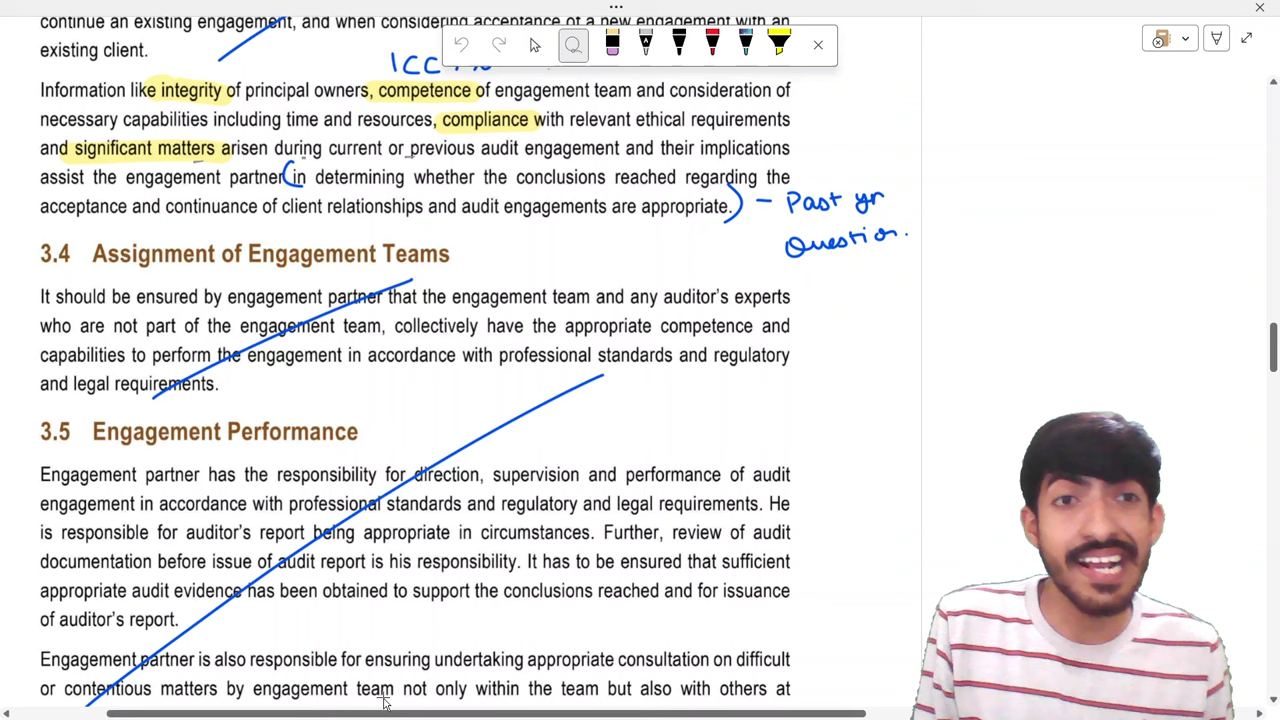 continue an existing engagement, and when considering acceptance of a new engagement with an
existing client.
ICC
Information like integrity of principal owners, competence of engagement team and consideration of
necessary capabilities including time and resources, compliance with relevant ethical requirements
and significant matters arisen during current or previous audit engagement and their implications
assist the engagement partner in determining whether the conclusions reached regarding the
acceptance and continuance of client relationships and audit engagements are appropriate.
- Past yr
Question.
3.4 Assignment of Engagement Teams
It should be ensured by engagement partner that the engagement team and any auditor's experts
who are not part of the engagement team, collectively have the appropriate competence and
capabilities to perform the engagement in accordance with professional standards and regulatory
and legal requirements.
3.5 Engagement Performance
Engagement partner has the responsibility for direction, supervision and performance of audit
engagement in accordance with professional standards and regulatory and legal requirements. He
is responsible for auditor's report being appropriate in circumstances. Further, review of audit
documentation before issue of audit report is his responsibility. It has to be ensured that sufficient
appropriate audit evidence has been obtained to support the conclusions reached and for issuance
of auditor's report.
Engagement partner is also responsible for ensuring undertaking appropriate consultation on difficult
or contentious matters by engagement team not only within the team but also with others at